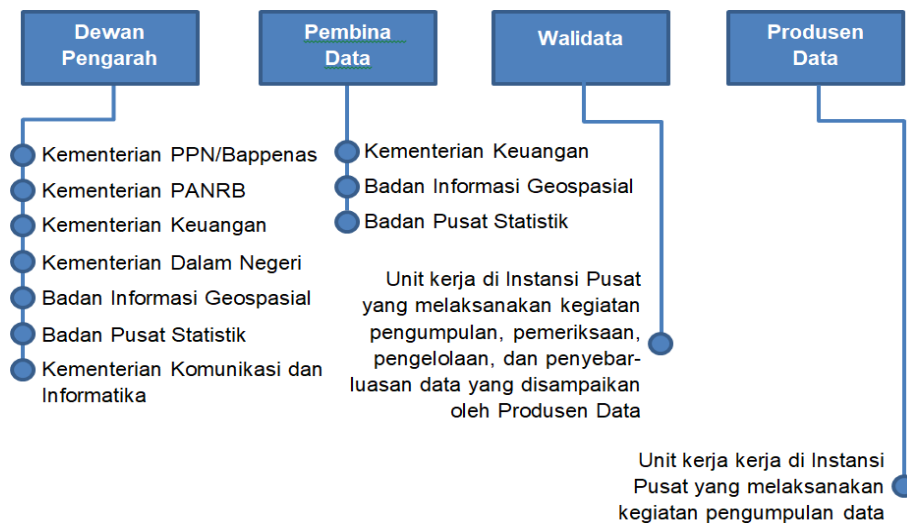 Dewan
Pengarah
Pembina
Data
Walidata
Produsen
Data
Kementerian PPN/Bappenas
Kementerian PANRB
Kementerian Keuangan
Kementerian Dalam Negeri
Badan Informasi Geospasial
Badan Pusat Statistik
Kementerian Komunikasi dan
Informatika
Kementerian Keuangan
Badan Informasi Geospasial
Badan Pusat Statistik
Unit kerja di Instansi Pusat
yang melaksanakan kegiatan
pengumpulan, pemeriksaan,
pengelolaan, dan penyebar-
luasan data yang disampaikan
oleh Produsen Data
Unit kerja kerja di Instansi
Pusat yang melaksanakan
kegiatan pengumpulan data